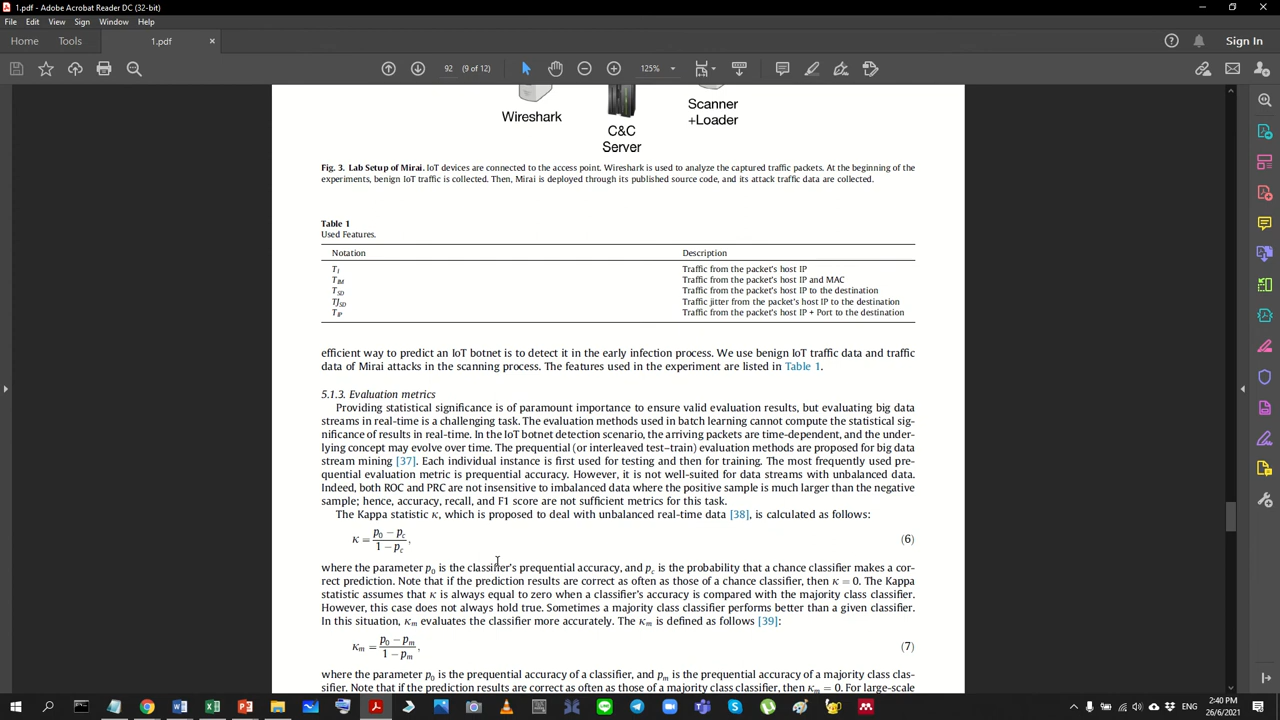 1.pdf - Adobe Acrobat Reader DC (32-bit)
File Edit View Sign Window Help
Home Tools 1.pdf × Sign In
92 (9 of 12) 125%
Wireshark
Scanner
+Loader
C&C
Server
Fig. 3. Lab Setup of Mirai. IoT devices are connected to the access point. Wireshark is used to analyze the captured traffic packets. At the beginning of the
experiments, benign IoT traffic is collected. Then, Mirai is deployed through its published source code, and its attack traffic data are collected.
Table 1
Used Features.
Notation Description
T_I Traffic from the packet's host IP
T_IM Traffic from the packet's host IP and MAC
T_SD Traffic from the packet's host IP to the destination
TJ_SD Traffic jitter from the packet's host IP to the destination
T_IP Traffic from the packet's host IP + Port to the destination
efficient way to predict an IoT botnet is to detect it in the early infection process. We use benign IoT traffic data and traffic
data of Mirai attacks in the scanning process. The features used in the experiment are listed in Table 1.
5.1.3. Evaluation metrics
Providing statistical significance is of paramount importance to ensure valid evaluation results, but evaluating big data
streams in real-time is a challenging task. The evaluation methods used in batch learning cannot compute the statistical sig-
nificance of results in real-time. In the IoT botnet detection scenario, the arriving packets are time-dependent, and the under-
lying concept may evolve over time. The prequential (or interleaved test–train) evaluation methods are proposed for big data
stream mining [37]. Each individual instance is first used for testing and then for training. The most frequently used pre-
quential evaluation metric is prequential accuracy. However, it is not well-suited for data streams with unbalanced data.
Indeed, both ROC and PRC are not insensitive to imbalanced data where the positive sample is much larger than the negative
sample; hence, accuracy, recall, and F1 score are not sufficient metrics for this task.
The Kappa statistic κ, which is proposed to deal with unbalanced real-time data [38], is calculated as follows:
κ = (p_0 − p_c) / (1 − p_c), (6)
where the parameter p_0 is the classifier's prequential accuracy, and p_c is the probability that a chance classifier makes a cor-
rect prediction. Note that if the prediction results are correct as often as those of a chance classifier, then κ = 0. The Kappa
statistic assumes that κ is always equal to zero when a classifier's accuracy is compared with the majority class classifier.
However, this case does not always hold true. Sometimes a majority class classifier performs better than a given classifier.
In this situation, κ_m evaluates the classifier more accurately. The κ_m is defined as follows [39]:
κ_m = (p_0 − p_m) / (1 − p_m), (7)
where the parameter p_0 is the prequential accuracy of a classifier, and p_m is the prequential accuracy of a majority class clas-
sifier. Note that if the prediction results are correct as often as those of a majority class classifier, then κ_m = 0. For large-scale
2:40 PM
ENG
26/6/2021